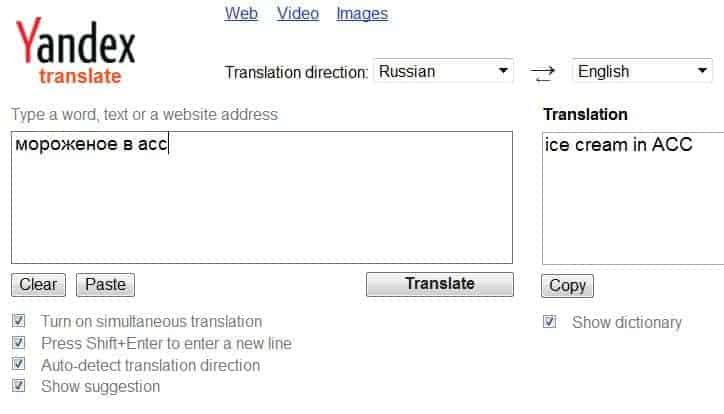 Web Video Images
Yandex
translate
Translation direction: Russian English
Type a word, text or a website address
Translation
мороженое в асс
ice cream in ACC
Clear Paste Translate Copy
Turn on simultaneous translation
Show dictionary
Press Shift+Enter to enter a new line
Auto-detect translation direction
Show suggestion